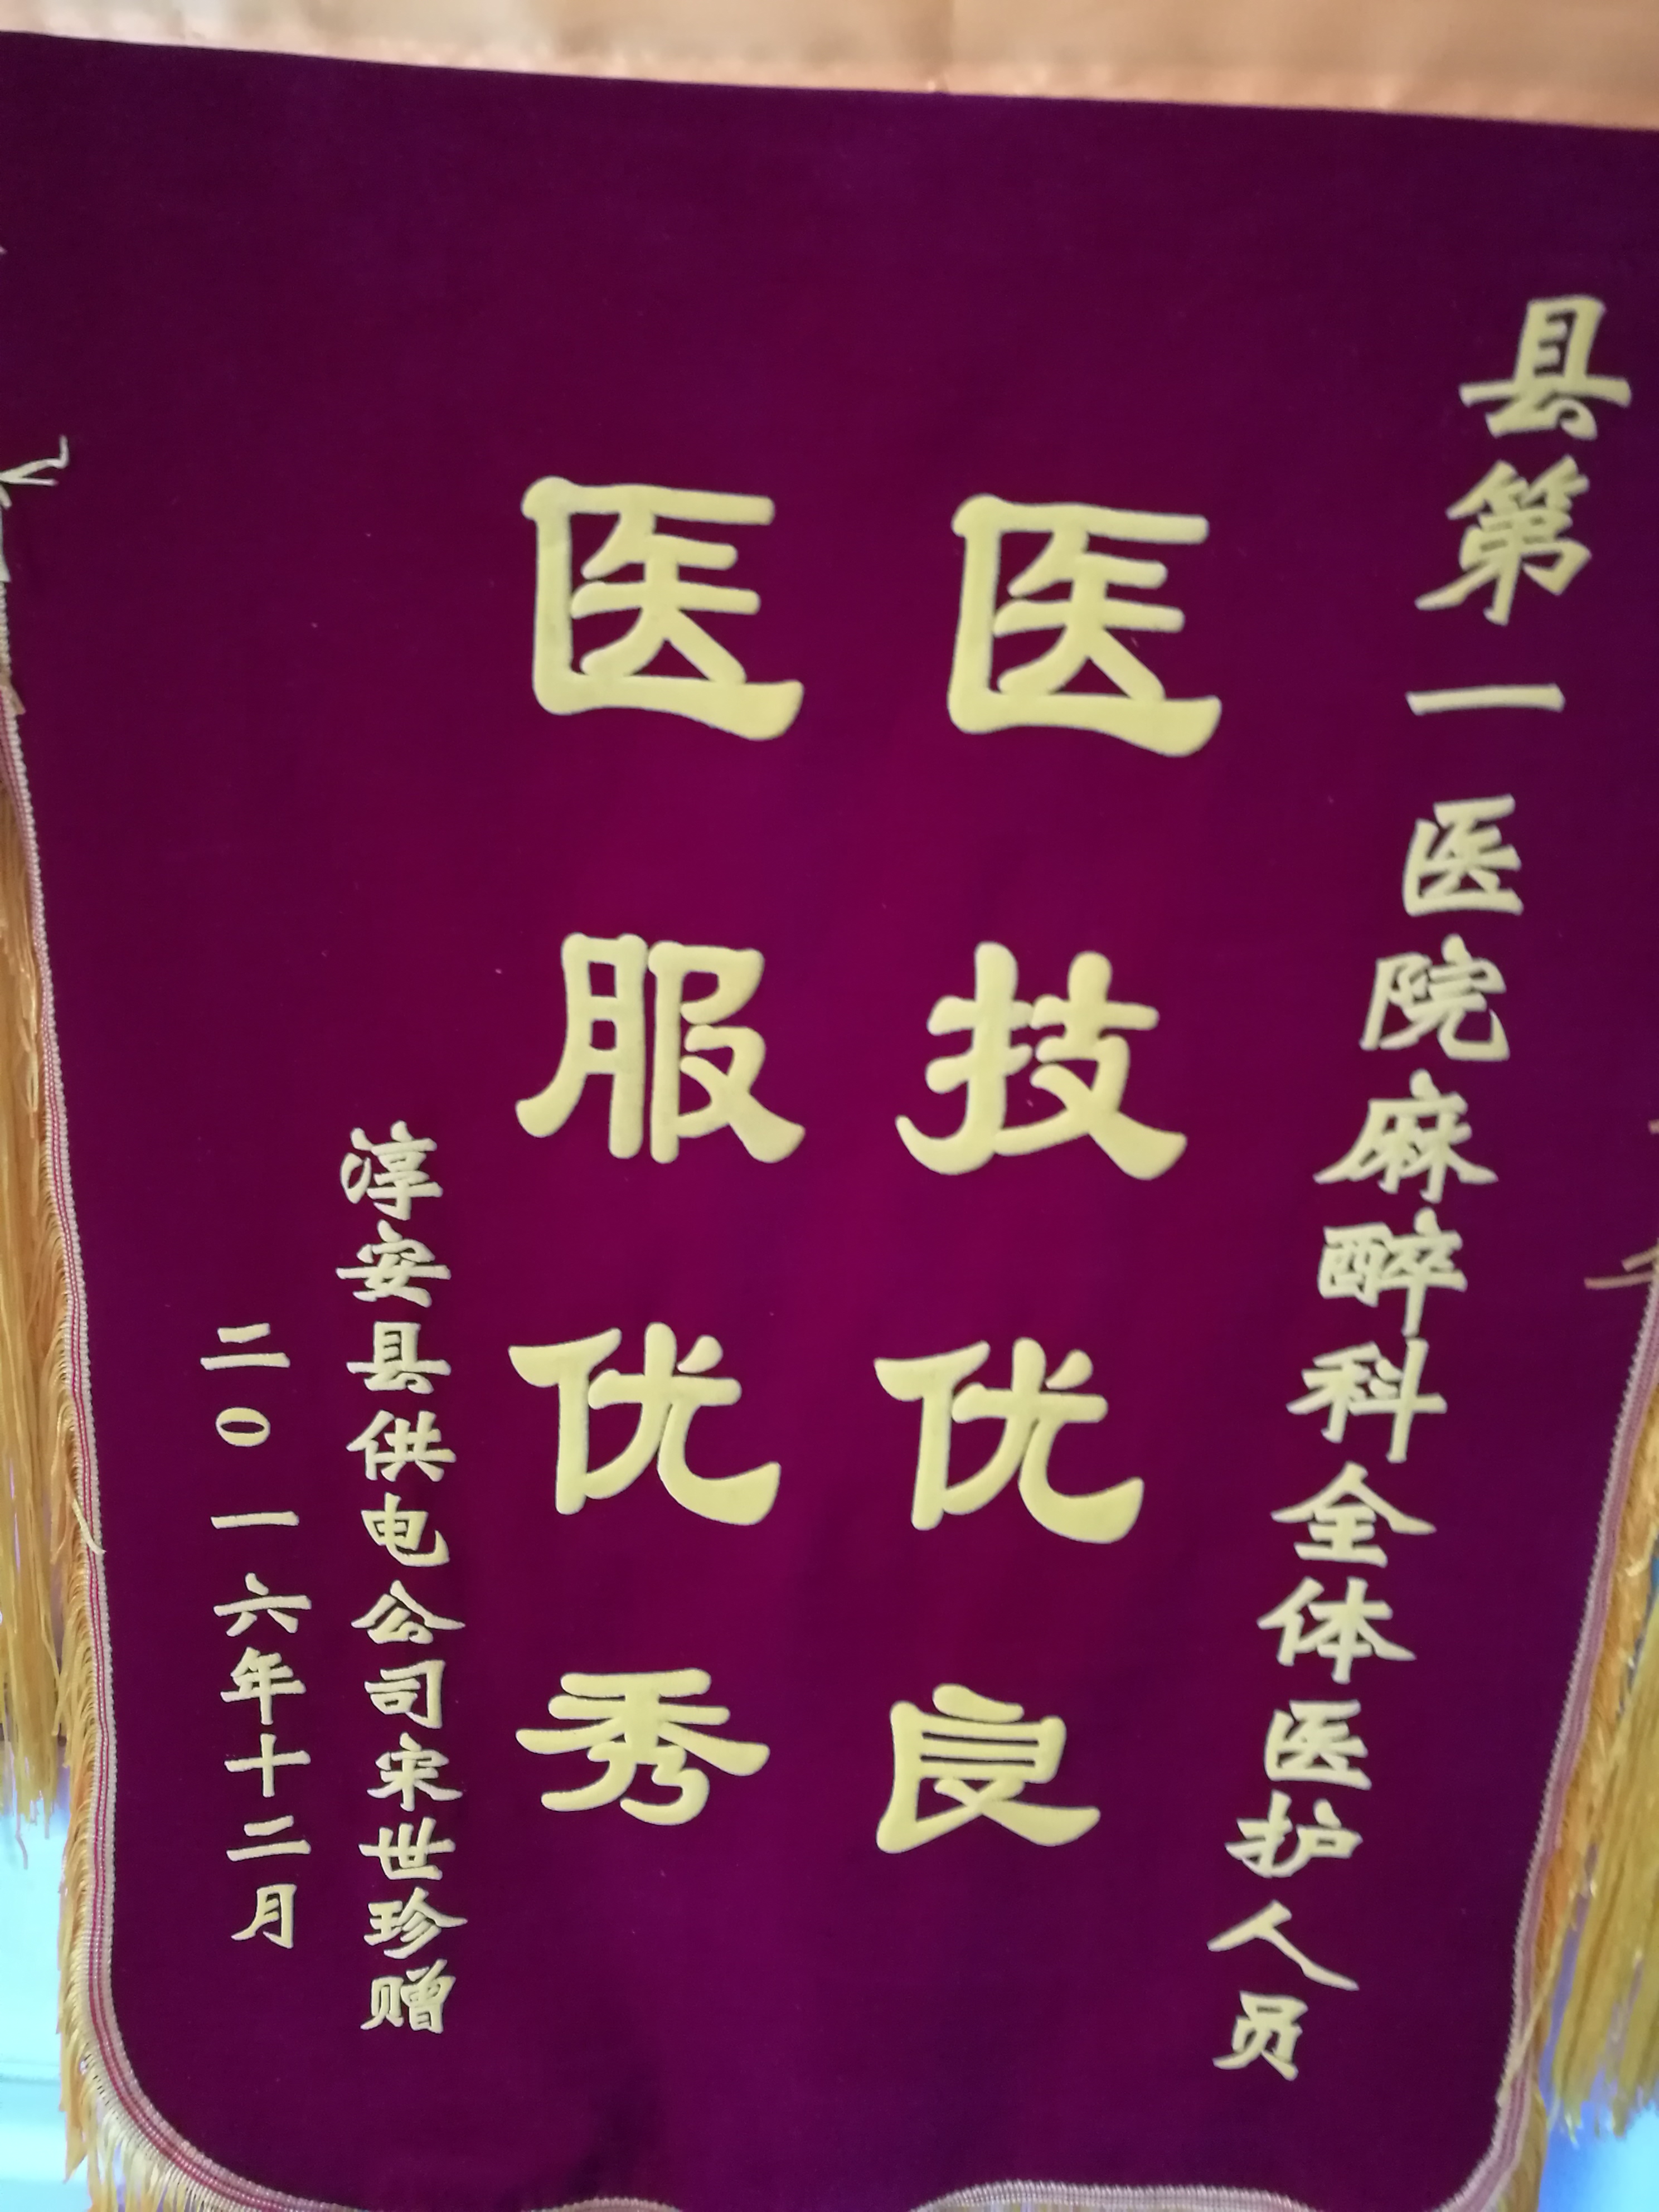 县第一医院麻醉科全体医护人员
医技优良
医服优秀
淳安县供电公司宋世珍赠
二〇一六年十二月